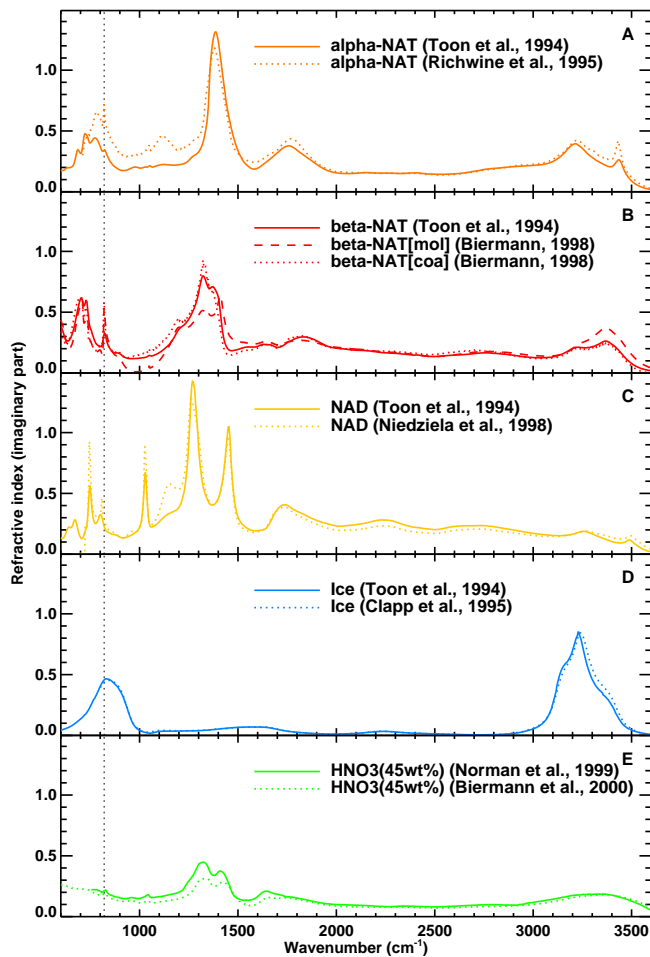 A
alpha-NAT (Toon et al., 1994)
alpha-NAT (Richwine et al., 1995)
1.0
0.5
0.0
B
beta-NAT (Toon et al., 1994)
beta-NAT[mol] (Biermann, 1998)
beta-NAT[coa] (Biermann, 1998)
1.0
0.5
0.0
C
NAD (Toon et al., 1994)
NAD (Niedziela et al., 1998)
1.0
0.5
0.0
D
Ice (Toon et al., 1994)
Ice (Clapp et al., 1995)
1.0
0.5
0.0
E
HNO3(45wt%) (Norman et al., 1999)
HNO3(45wt%) (Biermann et al., 2000)
1.0
0.5
0.0
Refractive index (imaginary part)
1000 1500 2000 2500 3000 3500
Wavenumber (cm⁻¹)